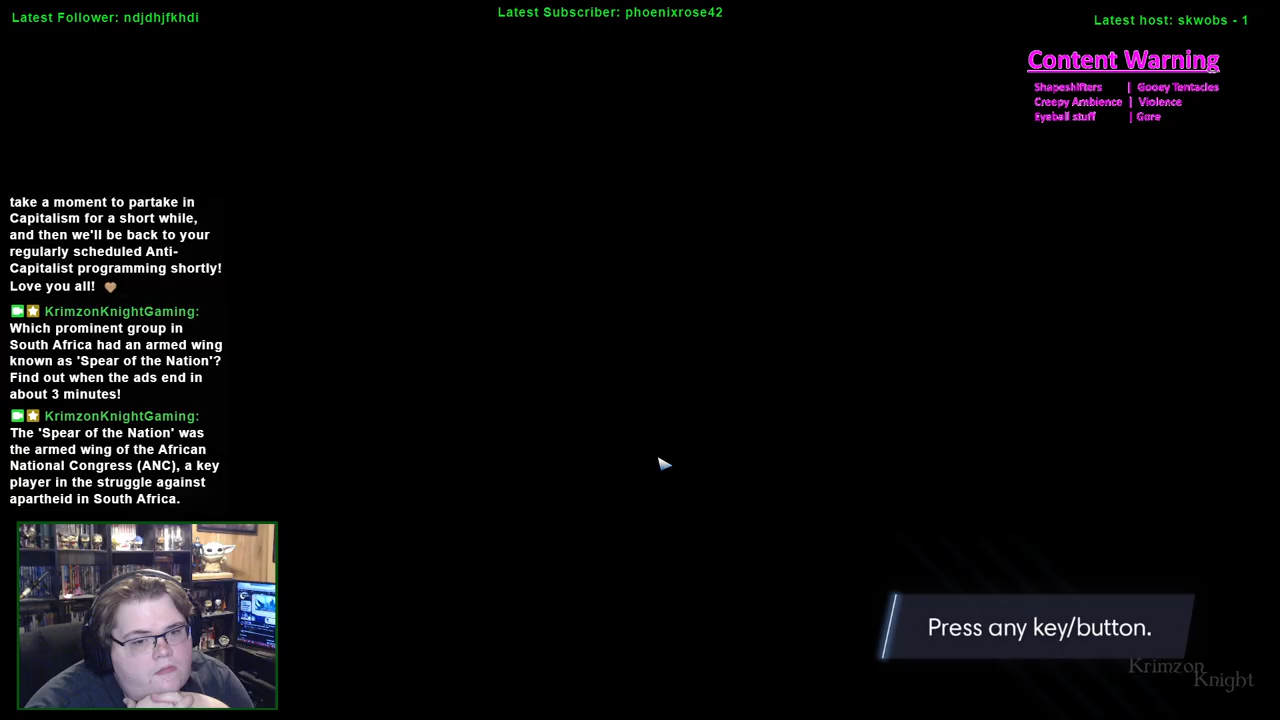 Latest Follower: ndjdhjfkhdi
Latest Subscriber: phoenixrose42
Latest host: skwobs - 1
Content Warning
Shapeshifters | Gooey Tentacles
Creepy Ambience | Violence
Eyeball stuff | Gore
take a moment to partake in
Capitalism for a short while,
and then we'll be back to your
regularly scheduled Anti-
Capitalist programming shortly!
Love you all!
KrimzonKnightGaming:
Which prominent group in
South Africa had an armed wing
known as 'Spear of the Nation'?
Find out when the ads end in
about 3 minutes!
KrimzonKnightGaming:
The 'Spear of the Nation' was
the armed wing of the African
National Congress (ANC), a key
player in the struggle against
apartheid in South Africa.
Press any key/button.
Krimzon
Knight